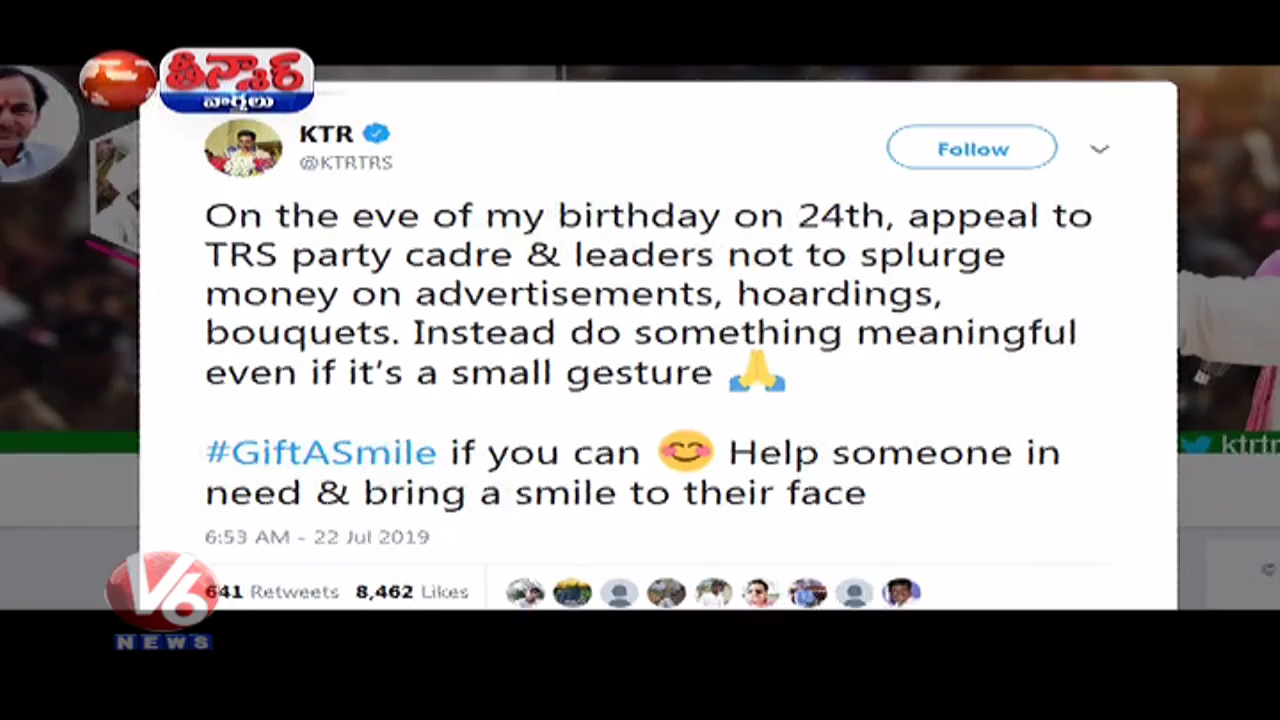 తీన్మార్
వార్తలు
KTR
@KTRTRS
Follow
On the eve of my birthday on 24th, appeal to
TRS party cadre & leaders not to splurge
money on advertisements, hoardings,
bouquets. Instead do something meaningful
even if it's a small gesture 🙏
#GiftASmile if you can 😊 Help someone in
need & bring a smile to their face
6:53 AM - 22 Jul 2019
641 Retweets 8,462 Likes
ktrtr
V6
NEWS